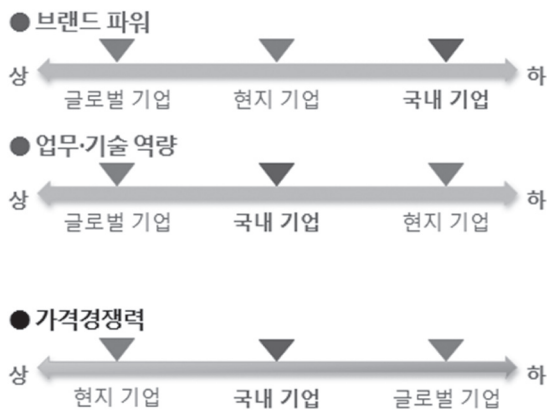 ● 브랜드 파워
상 하
글로벌 기업 현지 기업 국내 기업
● 업무·기술 역량
상 하
글로벌 기업 국내 기업 현지 기업
● 가격경쟁력
상 하
현지 기업 국내 기업 글로벌 기업